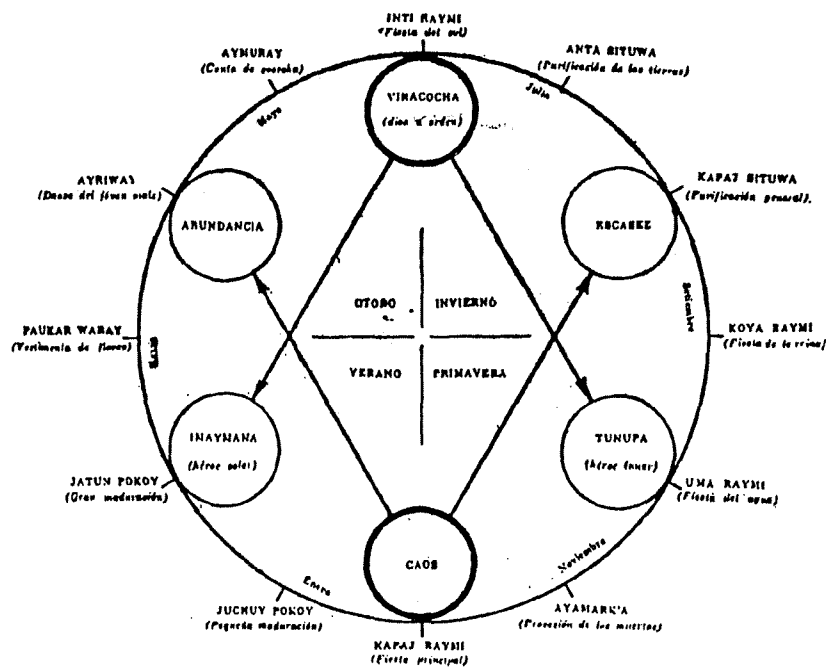 INTI RAYMI
(Fiesta del sol)
AYMURAY
(Canto de cosecha)
ANTA SITUWA
(Purificación de las tierras)
Mayo
Julio
VIRACOCHA
(dios d'orden)
AYRIWAY
(Danza del jóven maíz)
ABUNDANCIA
ESCASEZ
KAPAJ SITUWA
(Purificación general)
OTOÑO
INVIERNO
Setiembre
PAUKAR WARAY
(Vestimenta de flores)
KOYA RAYMI
(Fiesta de la reina)
VERANO
PRIMAVERA
IMAYMANA
(héroe solar)
TUNUPA
(héroe lunar)
JATUN POKOY
(Gran maduración)
UMA RAYMI
(Fiesta del agua)
CAOS
Enero
Noviembre
JUCHUY POKOY
(Pequeña maduración)
AYAMARK'A
(Procesión de los muertos)
KAPAJ RAYMI
(Fiesta principal)